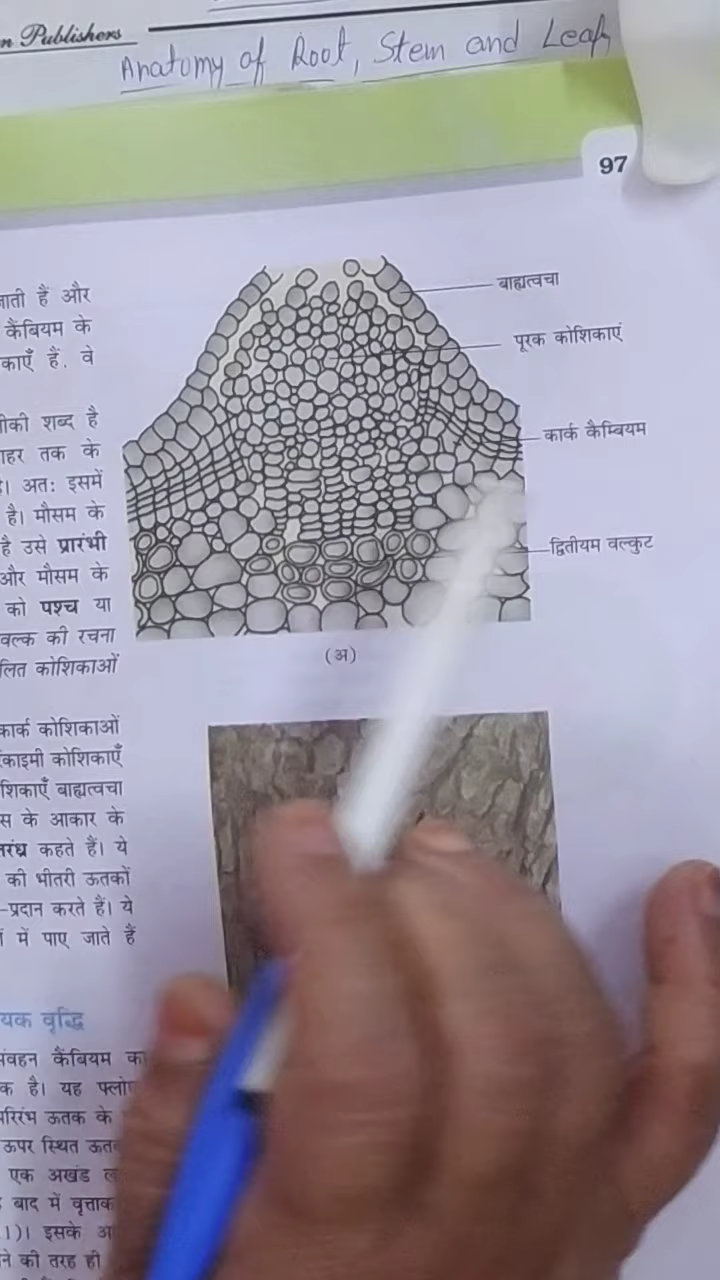 n Publishers
Anatomy of Root, Stem and Leaf
97
जाती हैं और
कैंबियम के
काएँ हैं. वे
नीकी शब्द है
ाहर तक के
है। अतः इसमें
है। मौसम के
है उसे प्रारंभी
और मौसम के
को पश्च या
वल्क की रचना
लित कोशिकाओं
कार्क कोशिकाओं
ंकाइमी कोशिकाएँ
शिकाएँ बाह्यत्वचा
स के आकार के
तरंध्र कहते हैं। ये
की भीतरी ऊतकों
-प्रदान करते हैं। ये
में पाए जाते हैं
बाह्यत्वचा
पूरक कोशिकाएं
कार्क कैम्बियम
द्वितीयम वल्कुट
(अ)
यक वृद्धि
संवहन कैंबियम का
क है। यह
परिरंभ ऊतक के
ऊपर स्थित
एक अखंड
बाद में
1)। इसके
ने की तरह ही